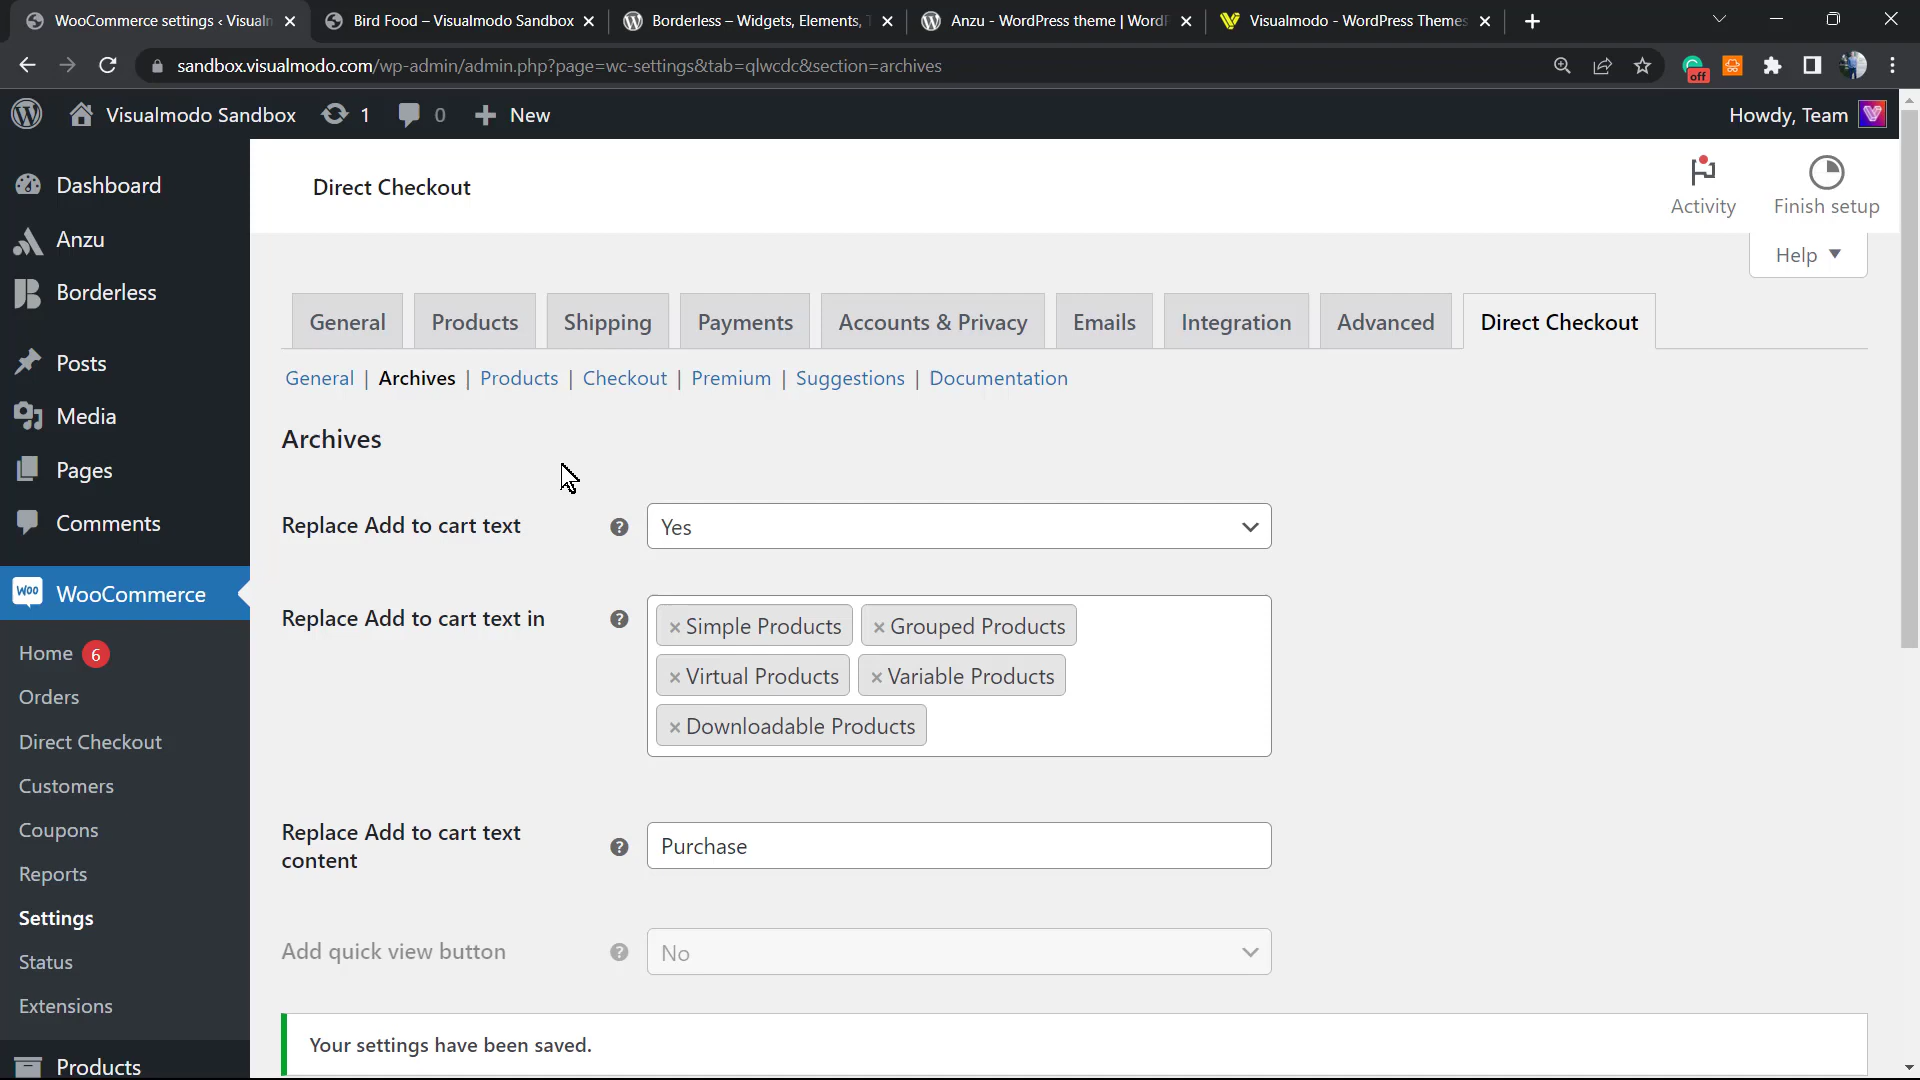 WooCommerce settings ‹ Visualm
Bird Food – Visualmodo Sandbox
Borderless – Widgets, Elements,
Anzu - WordPress theme | Word
Visualmodo - WordPress Themes
sandbox.visualmodo.com/wp-admin/admin.php?page=wc-settings&tab=qlwcdc&section=archives
off
Visualmodo Sandbox
1
0
New
Howdy, Team
Dashboard
Anzu
Borderless
Posts
Media
Pages
Comments
Woo
WooCommerce
Home 6
Orders
Direct Checkout
Customers
Coupons
Reports
Settings
Status
Extensions
Products
Direct Checkout
Activity
Finish setup
Help
General
Products
Shipping
Payments
Accounts & Privacy
Emails
Integration
Advanced
Direct Checkout
General | Archives | Products | Checkout | Premium | Suggestions | Documentation
Archives
Replace Add to cart text
?
Yes
Replace Add to cart text in
?
× Simple Products
× Grouped Products
× Virtual Products
× Variable Products
× Downloadable Products
Replace Add to cart text
content
?
Purchase
Add quick view button
?
No
Your settings have been saved.